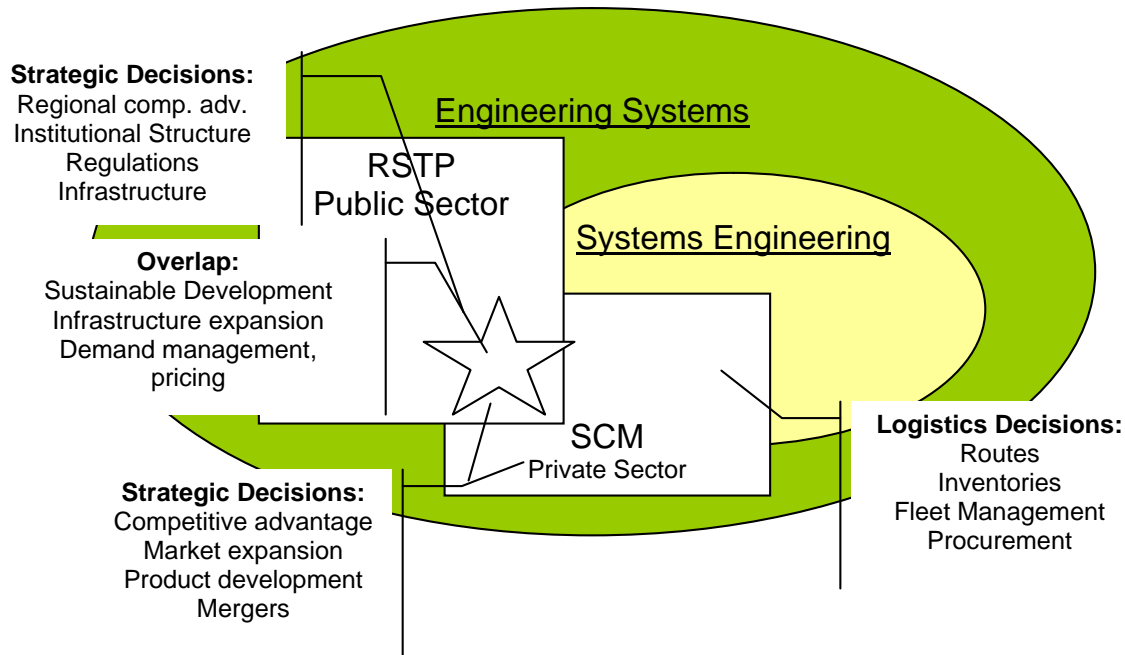 Strategic Decisions:
Regional comp. adv.
Institutional Structure
Regulations
Infrastructure
Engineering Systems
RSTP
Public Sector
Systems Engineering
Overlap:
Sustainable Development
Infrastructure expansion
Demand management,
pricing
SCM
Private Sector
Logistics Decisions:
Routes
Inventories
Fleet Management
Procurement
Strategic Decisions:
Competitive advantage
Market expansion
Product development
Mergers